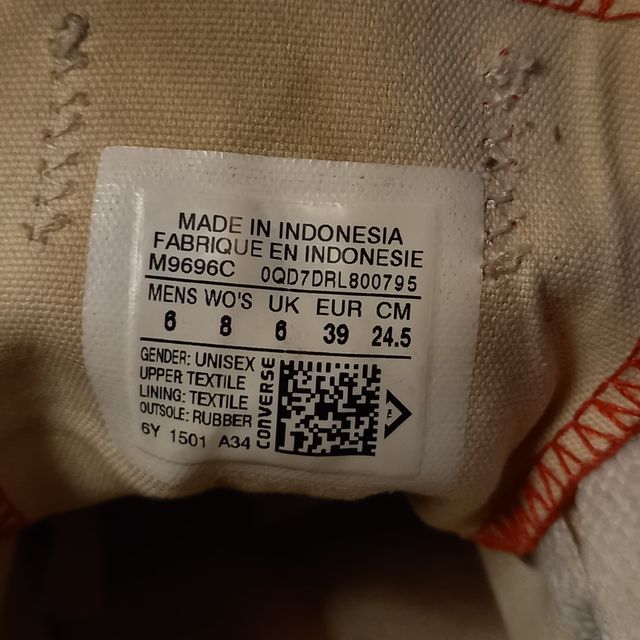 MADE IN INDONESIA
FABRIQUE EN INDONESIE
M9696C 0QD7DRL800795
MENS WO'S UK EUR CM
6 8 6 39 24.5
GENDER: UNISEX
UPPER TEXTILE
LINING: TEXTILE
OUTSOLE: RUBBER
6Y 1501 A34
CONVERSE
E